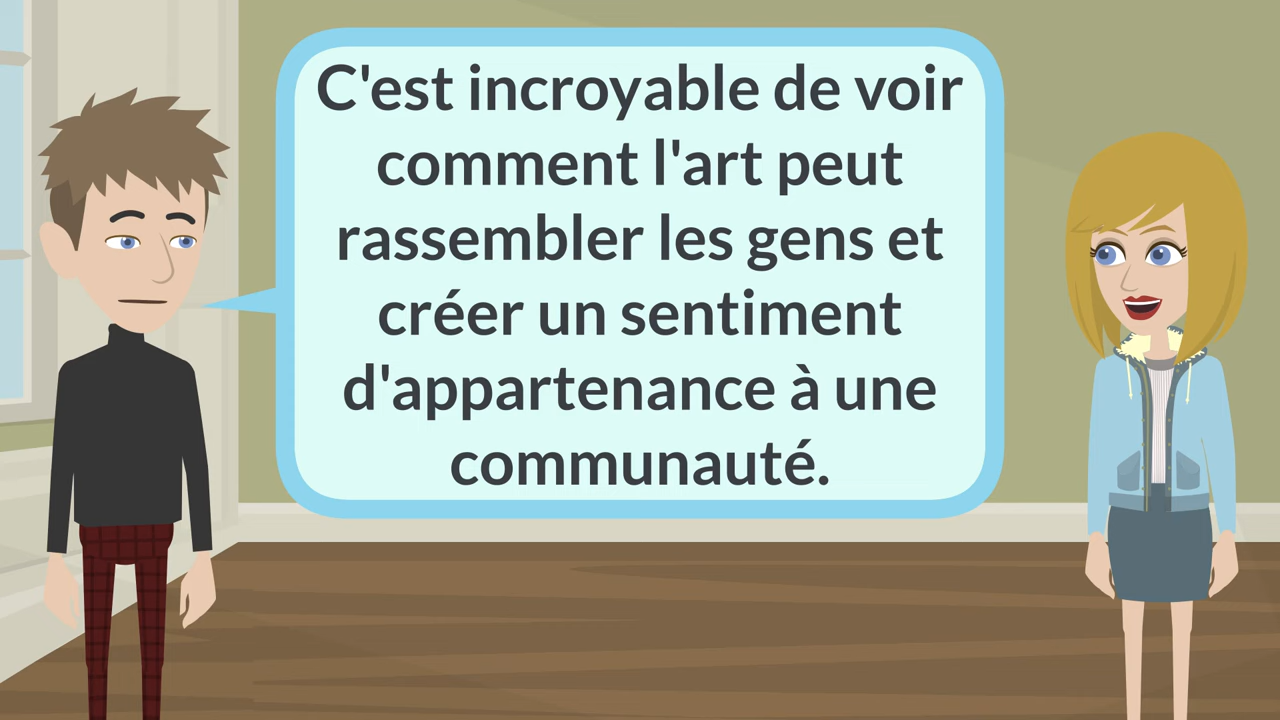 C'est incroyable de voir
comment l'art peut
rassembler les gens et
créer un sentiment
d'appartenance à une
communauté.